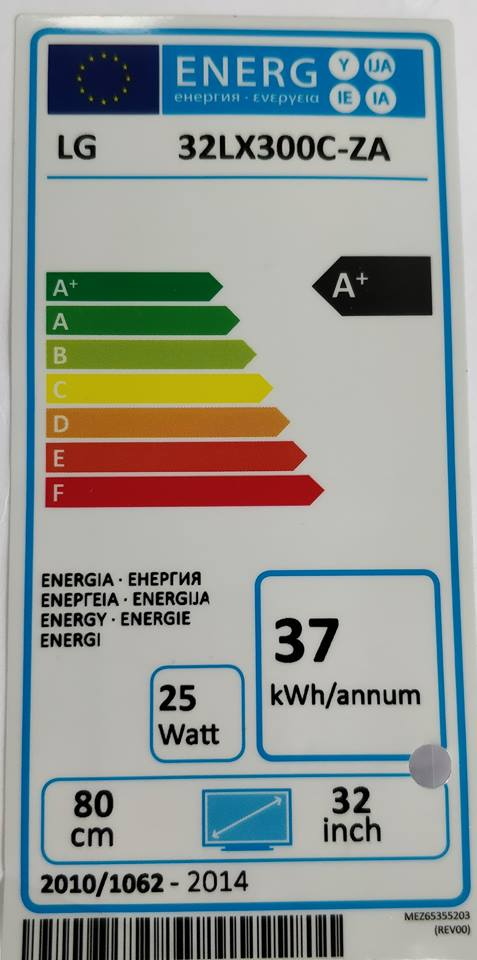 ENERG Y IJA
енергия · ενεργεια IE IA
LG 32LX300C-ZA
A+
A+
A
B
C
D
E
F
ENERGIA · ЕНЕРГИЯ
ΕΝΕΡΓΕΙΑ · ENERGIJA
ENERGY · ENERGIE
ENERGI
37
kWh/annum
25
Watt
80
cm
32
inch
2010/1062 - 2014
MEZ65355203
(REV00)